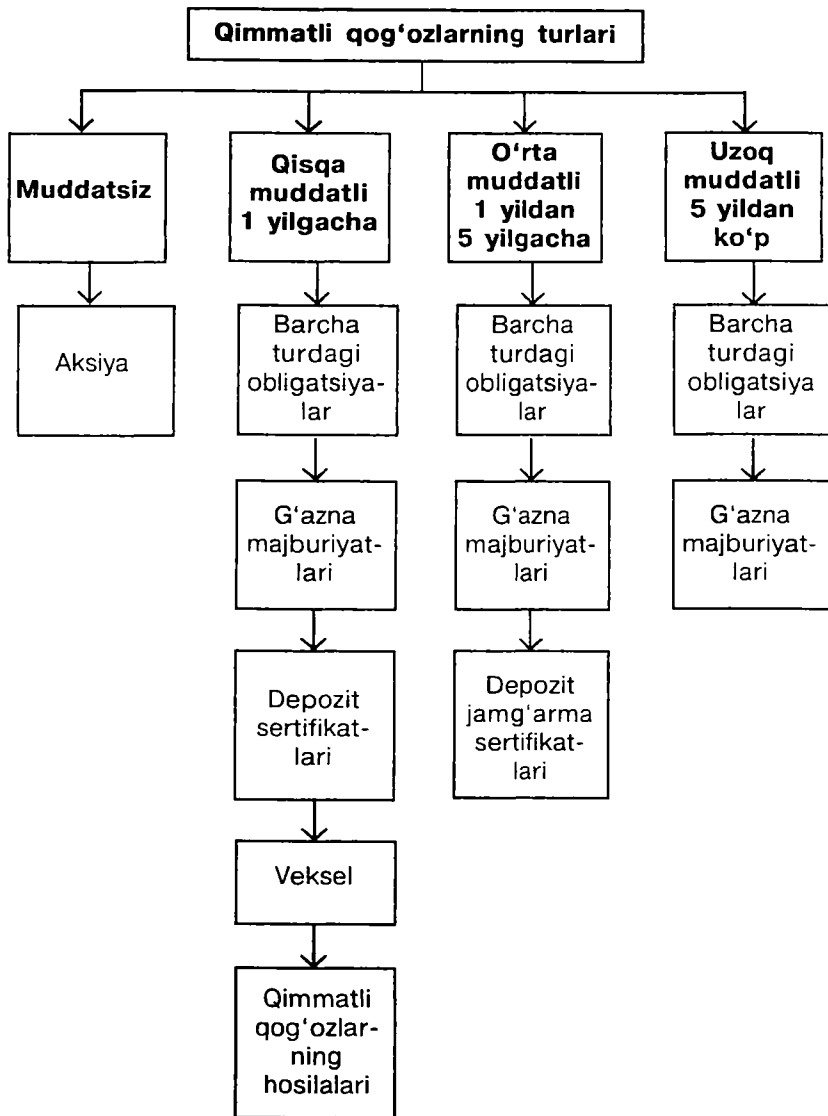 Qimmatli qog‘ozlarning turlari
Muddatsiz
Qisqa
muddatli
1 yilgacha
O‘rta
muddatli
1 yildan
5 yilgacha
Uzoq
muddatli
5 yildan
ko‘p
Aksiya
Barcha
turdagi
obligatsiya-
lar
Barcha
turdagi
obligatsiya-
lar
Barcha
turdagi
obligatsiya
lar
G‘azna
majburiyat-
lari
G‘azna
majburiyat-
lari
G‘azna
majburiyat-
lari
Depozit
sertifikat-
lari
Depozit
jamg‘arma
sertifikat-
lari
Veksel
Qimmatli
qog‘ozlar-
ning
hosilalari